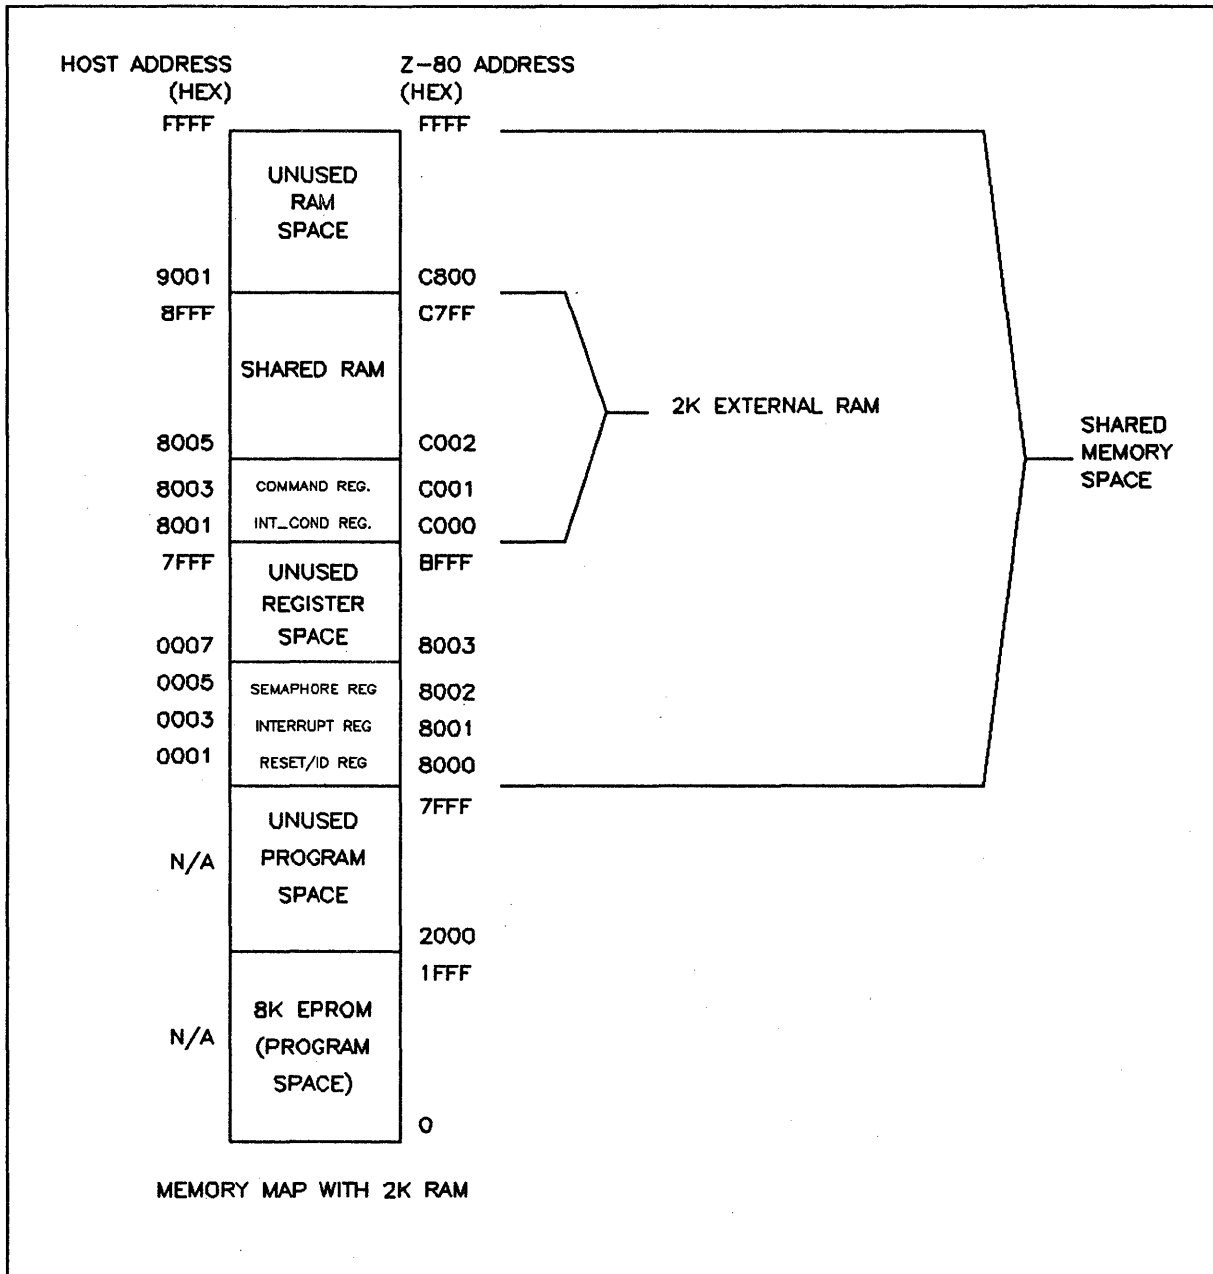 HOST ADDRESS
(HEX)
Z-80 ADDRESS
(HEX)
FFFF
FFFF
UNUSED
RAM
SPACE
9001
C800
8FFF
C7FF
SHARED RAM
2K EXTERNAL RAM
SHARED
MEMORY
SPACE
8005
C002
8003
COMMAND REG.
C001
8001
INT_COND REG.
C000
7FFF
BFFF
UNUSED
REGISTER
SPACE
0007
8003
0005
SEMAPHORE REG
8002
0003
INTERRUPT REG
8001
0001
RESET/ID REG
8000
7FFF
UNUSED
PROGRAM
SPACE
N/A
2000
1FFF
8K EPROM
(PROGRAM
SPACE)
N/A
0
MEMORY MAP WITH 2K RAM